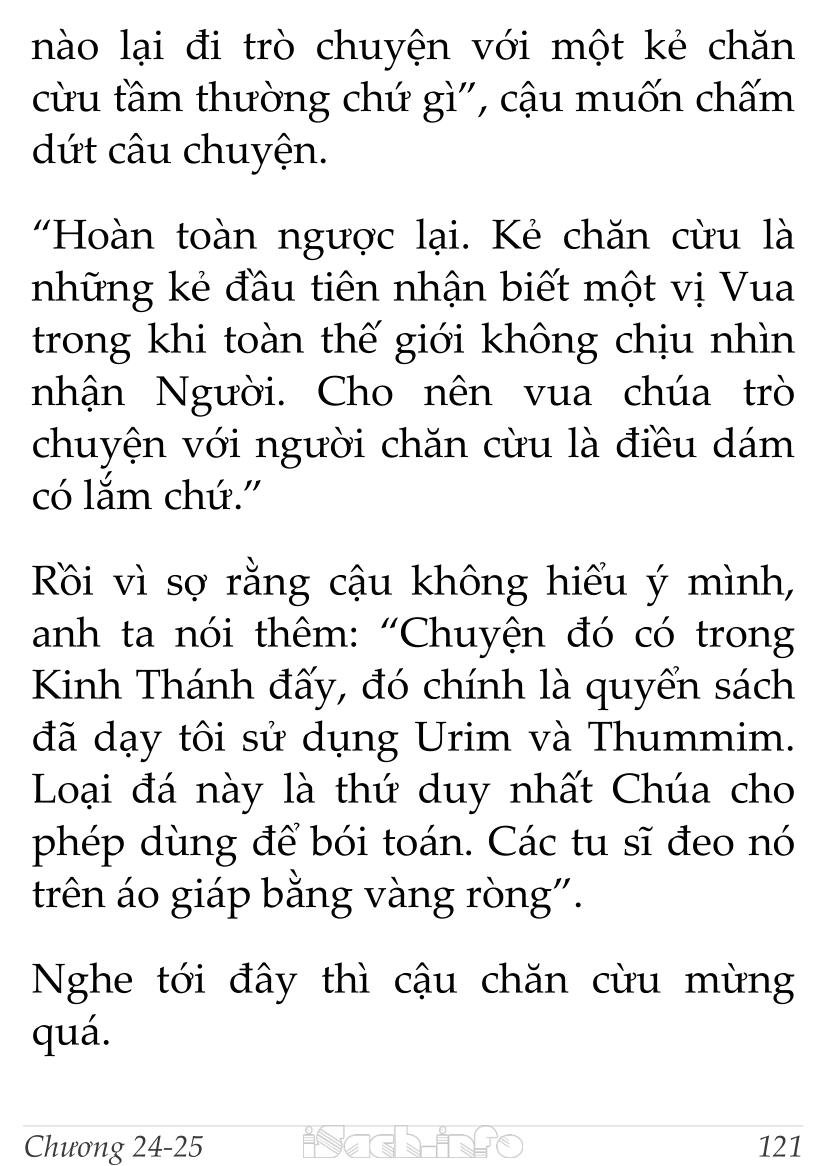 nào lại đi trò chuyện với một kẻ chăn
cừu tầm thường chứ gì”, cậu muốn chấm
dứt câu chuyện.
“Hoàn toàn ngược lại. Kẻ chăn cừu là
những kẻ đầu tiên nhận biết một vị Vua
trong khi toàn thế giới không chịu nhìn
nhận Người. Cho nên vua chúa trò
chuyện với người chăn cừu là điều dám
có lắm chứ.”
Rồi vì sợ rằng cậu không hiểu ý mình,
anh ta nói thêm: “Chuyện đó có trong
Kinh Thánh đấy, đó chính là quyển sách
đã dạy tôi sử dụng Urim và Thummim.
Loại đá này là thứ duy nhất Chúa cho
phép dùng để bói toán. Các tu sĩ đeo nó
trên áo giáp bằng vàng ròng”.
Nghe tới đây thì cậu chăn cừu mừng
quá.
Chương 24-25 iSach.info 121